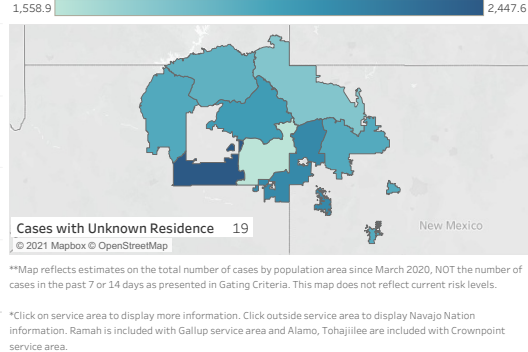 1,558.9 2,447.6
New Mexico
Cases with Unknown Residence 19
© 2021 Mapbox © OpenStreetMap
**Map reflects estimates on the total number of cases by population area since March 2020, NOT the number of
cases in the past 7 or 14 days as presented in Gating Criteria. This map does not reflect current risk levels.
*Click on service area to display more information. Click outside service area to display Navajo Nation
information. Ramah is included with Gallup service area and Alamo, Tohajiilee are included with Crownpoint
service area.